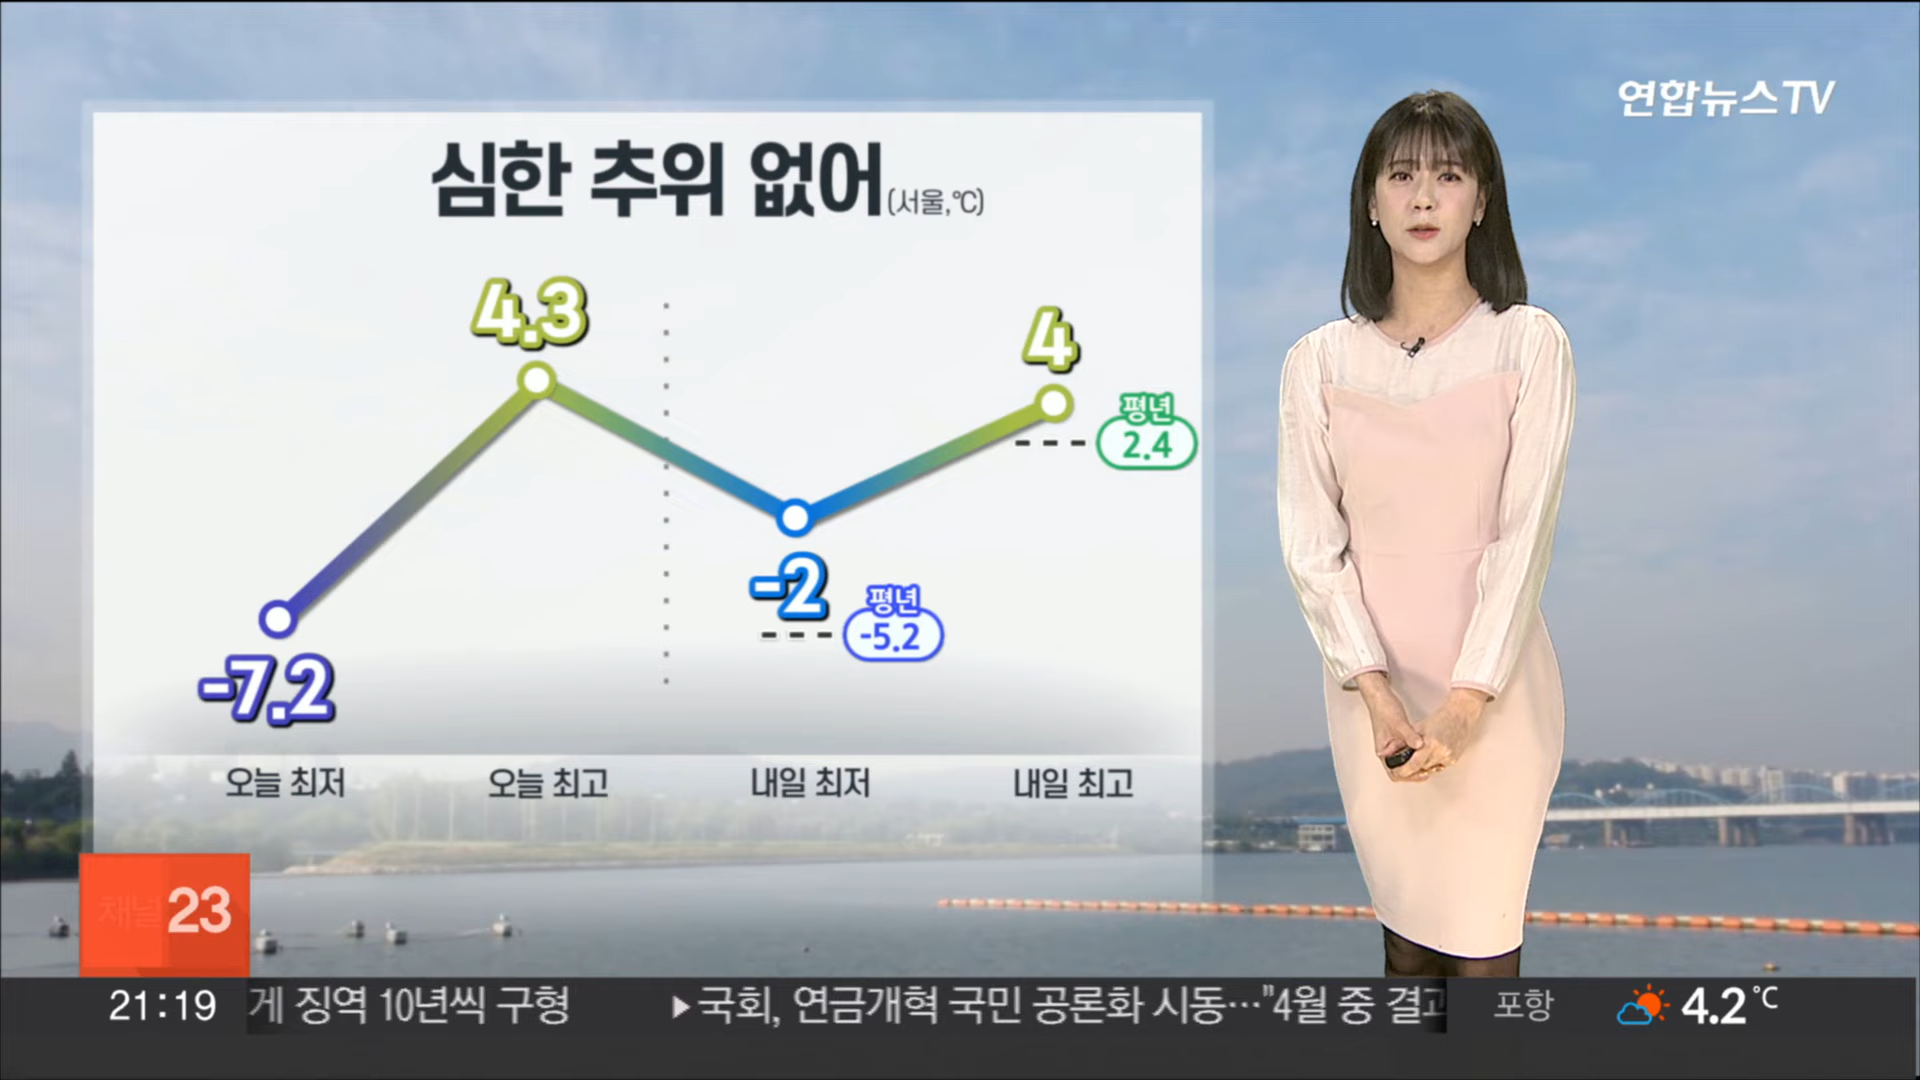 연합뉴스TV
심한 추위 없어(서울,℃)
4.3
4
평년
2.4
-2
평년
-5.2
-7.2
오늘 최저 오늘 최고 내일 최저 내일 최고
채널 23
21:19 게 징역 10년씩 구형 ▶국회, 연금개혁 국민 공론화 시동…"4월 중 결과 포항 4.2℃